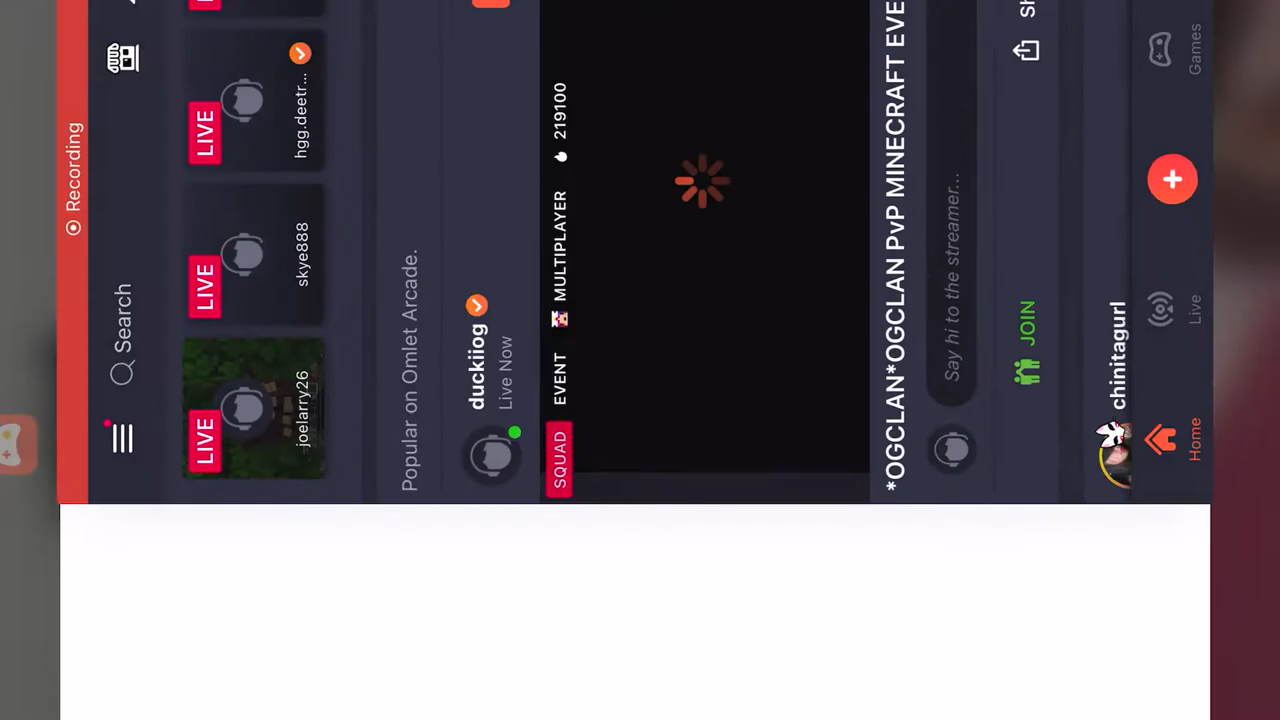 Recording
Search
LIVE
joelarry26
LIVE
skye888
LIVE
hgg.deetr...
Popular on Omlet Arcade.
duckiiog
Live Now
SQUAD EVENT MULTIPLAYER 219100
*OGCLAN*OGCLAN PvP MINECRAFT EVE
Say hi to the streamer...
JOIN
chinitagurl
Home
Live
Games